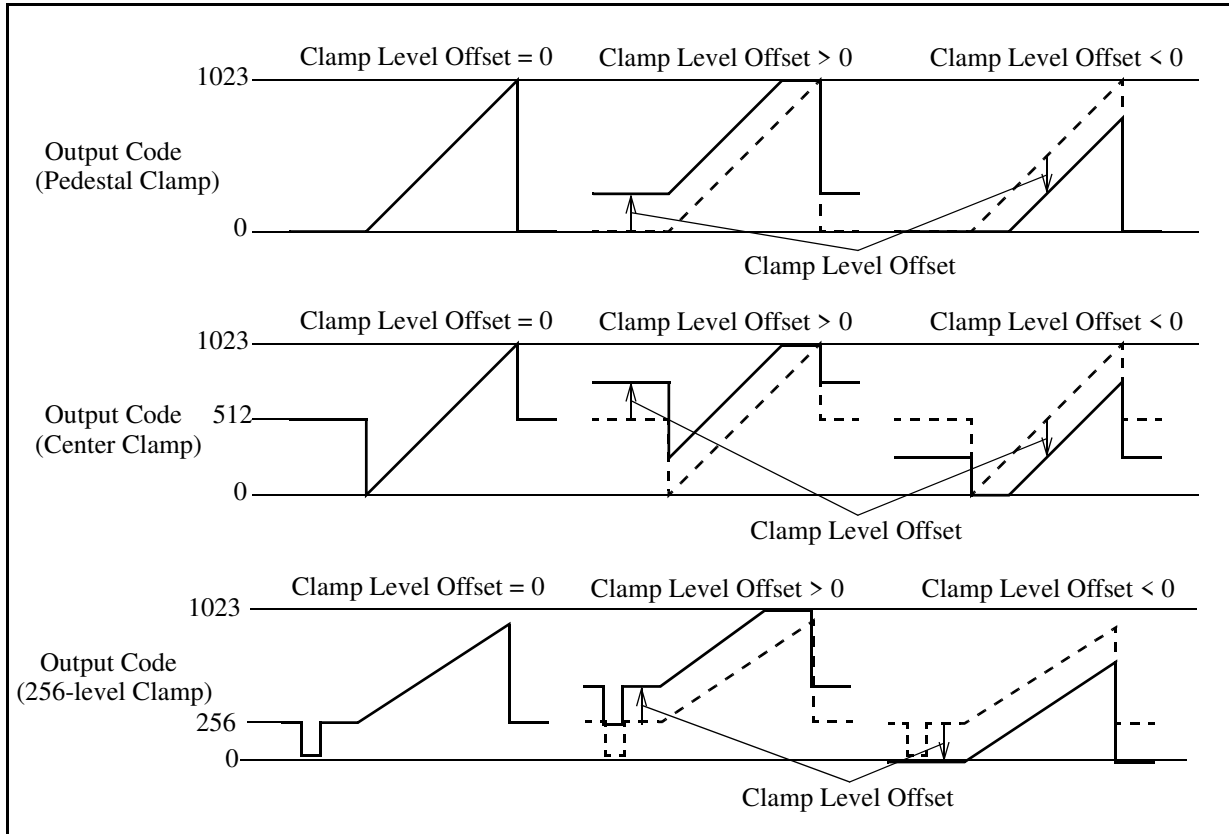 Clamp Level Offset = 0
Clamp Level Offset > 0
Clamp Level Offset < 0
1023
Output Code
(Pedestal Clamp)
0
Clamp Level Offset
Clamp Level Offset = 0
Clamp Level Offset > 0
Clamp Level Offset < 0
1023
Output Code
(Center Clamp)
512
0
Clamp Level Offset
Clamp Level Offset = 0
Clamp Level Offset > 0
Clamp Level Offset < 0
1023
Output Code
(256-level Clamp)
256
0
Clamp Level Offset